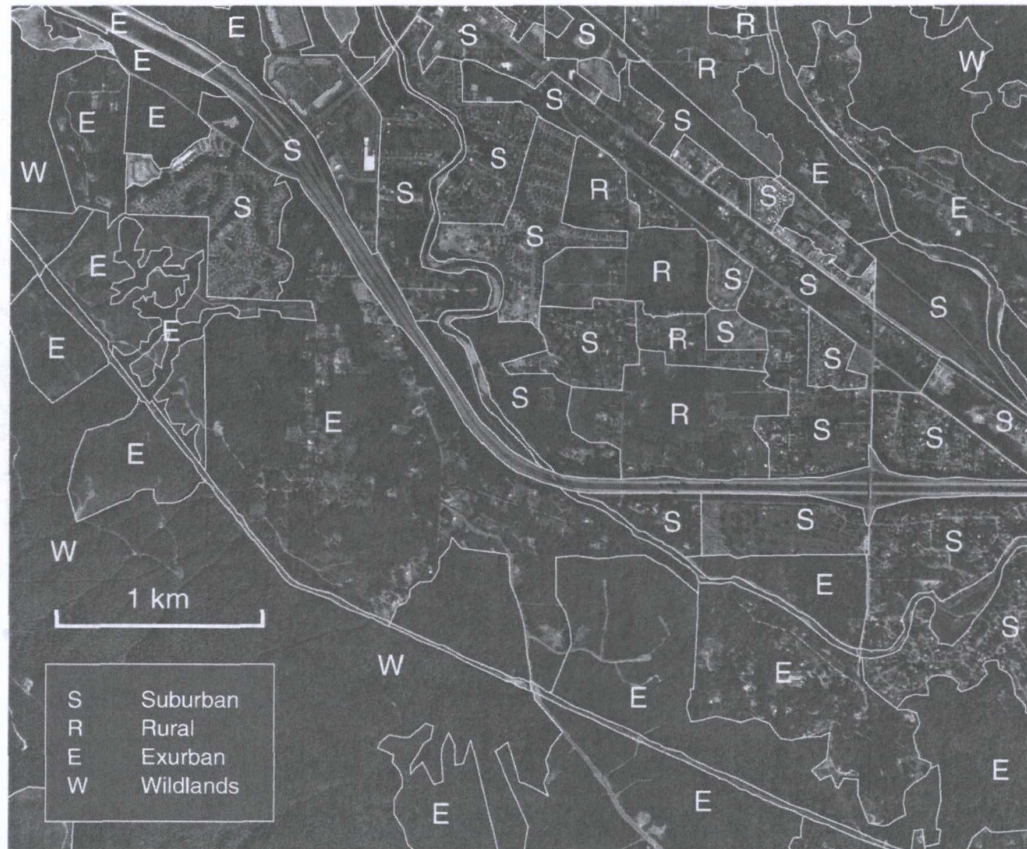 E E S S R
E R W
E E S S
W S S R S E
S S E
E S R S S S
E E S R S S
E S S
E E R S S S
W S S S
1 km E
S
W E E
S Suburban
R Rural
E Exurban
W Wildlands
E
E E